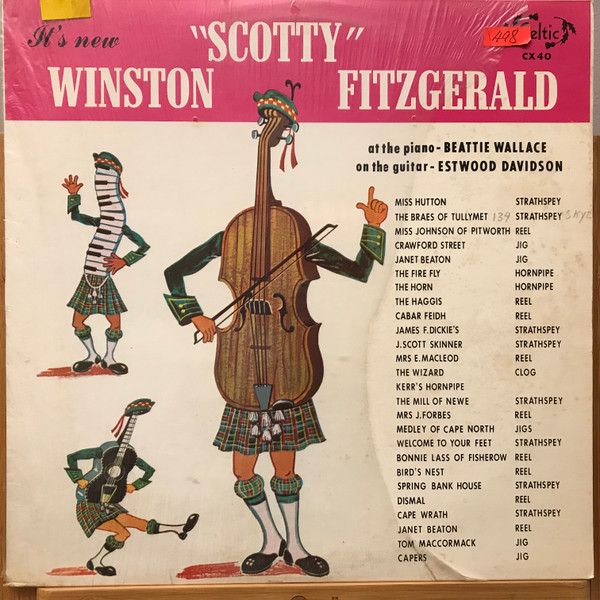 It's new
"SCOTTY"
WINSTON FITZGERALD
498
Celtic
CX 40
at the piano - BEATTIE WALLACE
on the guitar - ESTWOOD DAVIDSON
MISS HUTTON STRATHSPEY
THE BRAES OF TULLYMET 134 STRATHSPEY SKYE
MISS JOHNSON OF PITWORTH REEL
CRAWFORD STREET JIG
JANET BEATON JIG
THE FIRE FLY HORNPIPE
THE HORN HORNPIPE
THE HAGGIS REEL
CABAR FEIDH REEL
JAMES F.DICKIE'S STRATHSPEY
J.SCOTT SKINNER STRATHSPEY
MRS E.MACLEOD REEL
THE WIZARD CLOG
KERR'S HORNPIPE
THE MILL OF NEWE STRATHSPEY
MRS J.FORBES REEL
MEDLEY OF CAPE NORTH JIGS
WELCOME TO YOUR FEET STRATHSPEY
BONNIE LASS OF FISHEROW REEL
BIRD'S NEST REEL
SPRING BANK HOUSE STRATHSPEY
DISMAL REEL
CAPE WRATH STRATHSPEY
JANET BEATON REEL
TOM MACCORMACK JIG
CAPERS JIG